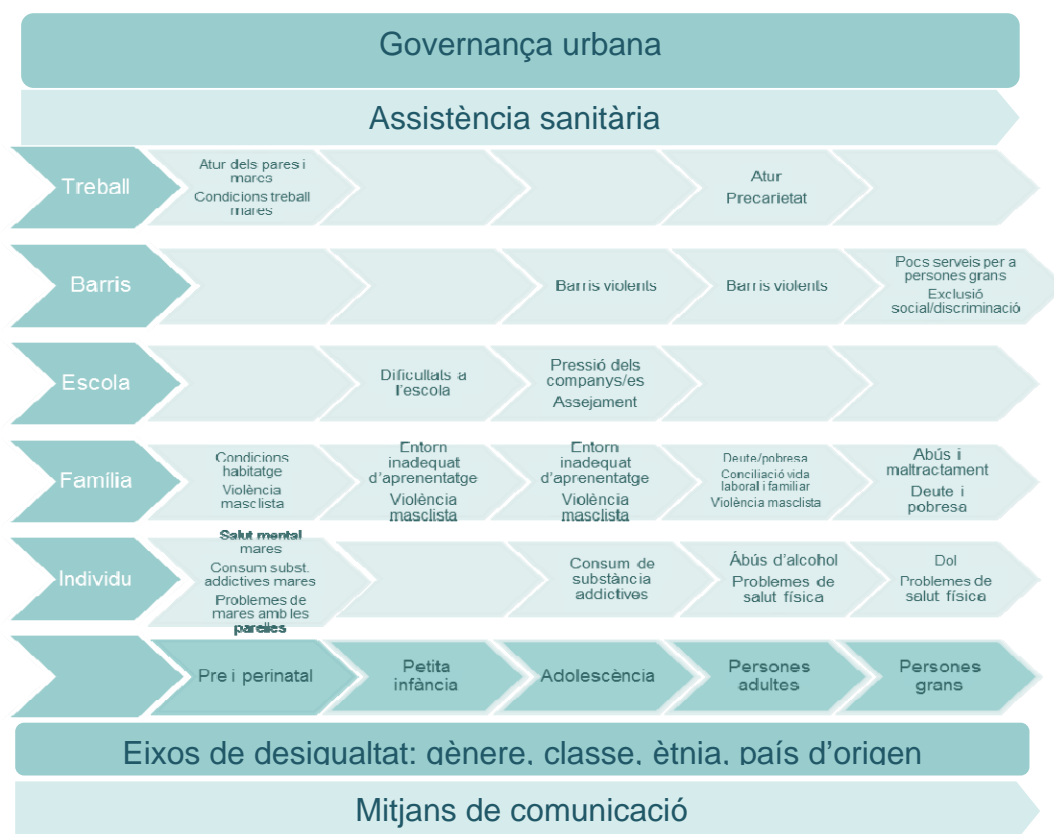 Governança urbana
Assistència sanitària
Treball
Atur dels pares i
mares
Condicions treball
mares
Atur
Precarietat
Barris
Barris violents
Barris violents
Pocs serveis per a
persones grans
Exclusió
social/discriminació
Escola
Dificultats a
l'escola
Pressió dels
companys/es
Assejament
Família
Condicions
habitatge
Violència
masclista
Entorn
inadequat
d'aprenentatge
Violència
masclista
Entorn
inadequat
d'aprenentatge
Violència
masclista
Deute/pobresa
Conciliació vida
laboral i familiar
Violència masclista
Abús i
maltractament
Deute i
pobresa
Individu
Salut mental
mares
Consum subst.
addictives mares
Problemes de
mares amb les
parelles
Consum de
substància
addictives
Ábús d'alcohol
Problemes de
salut física
Dol
Problemes de
salut física
Pre i perinatal
Petita
infància
Adolescència
Persones
adultes
Persones
grans
Eixos de desigualtat: gènere, classe, ètnia, país d'origen
Mitjans de comunicació